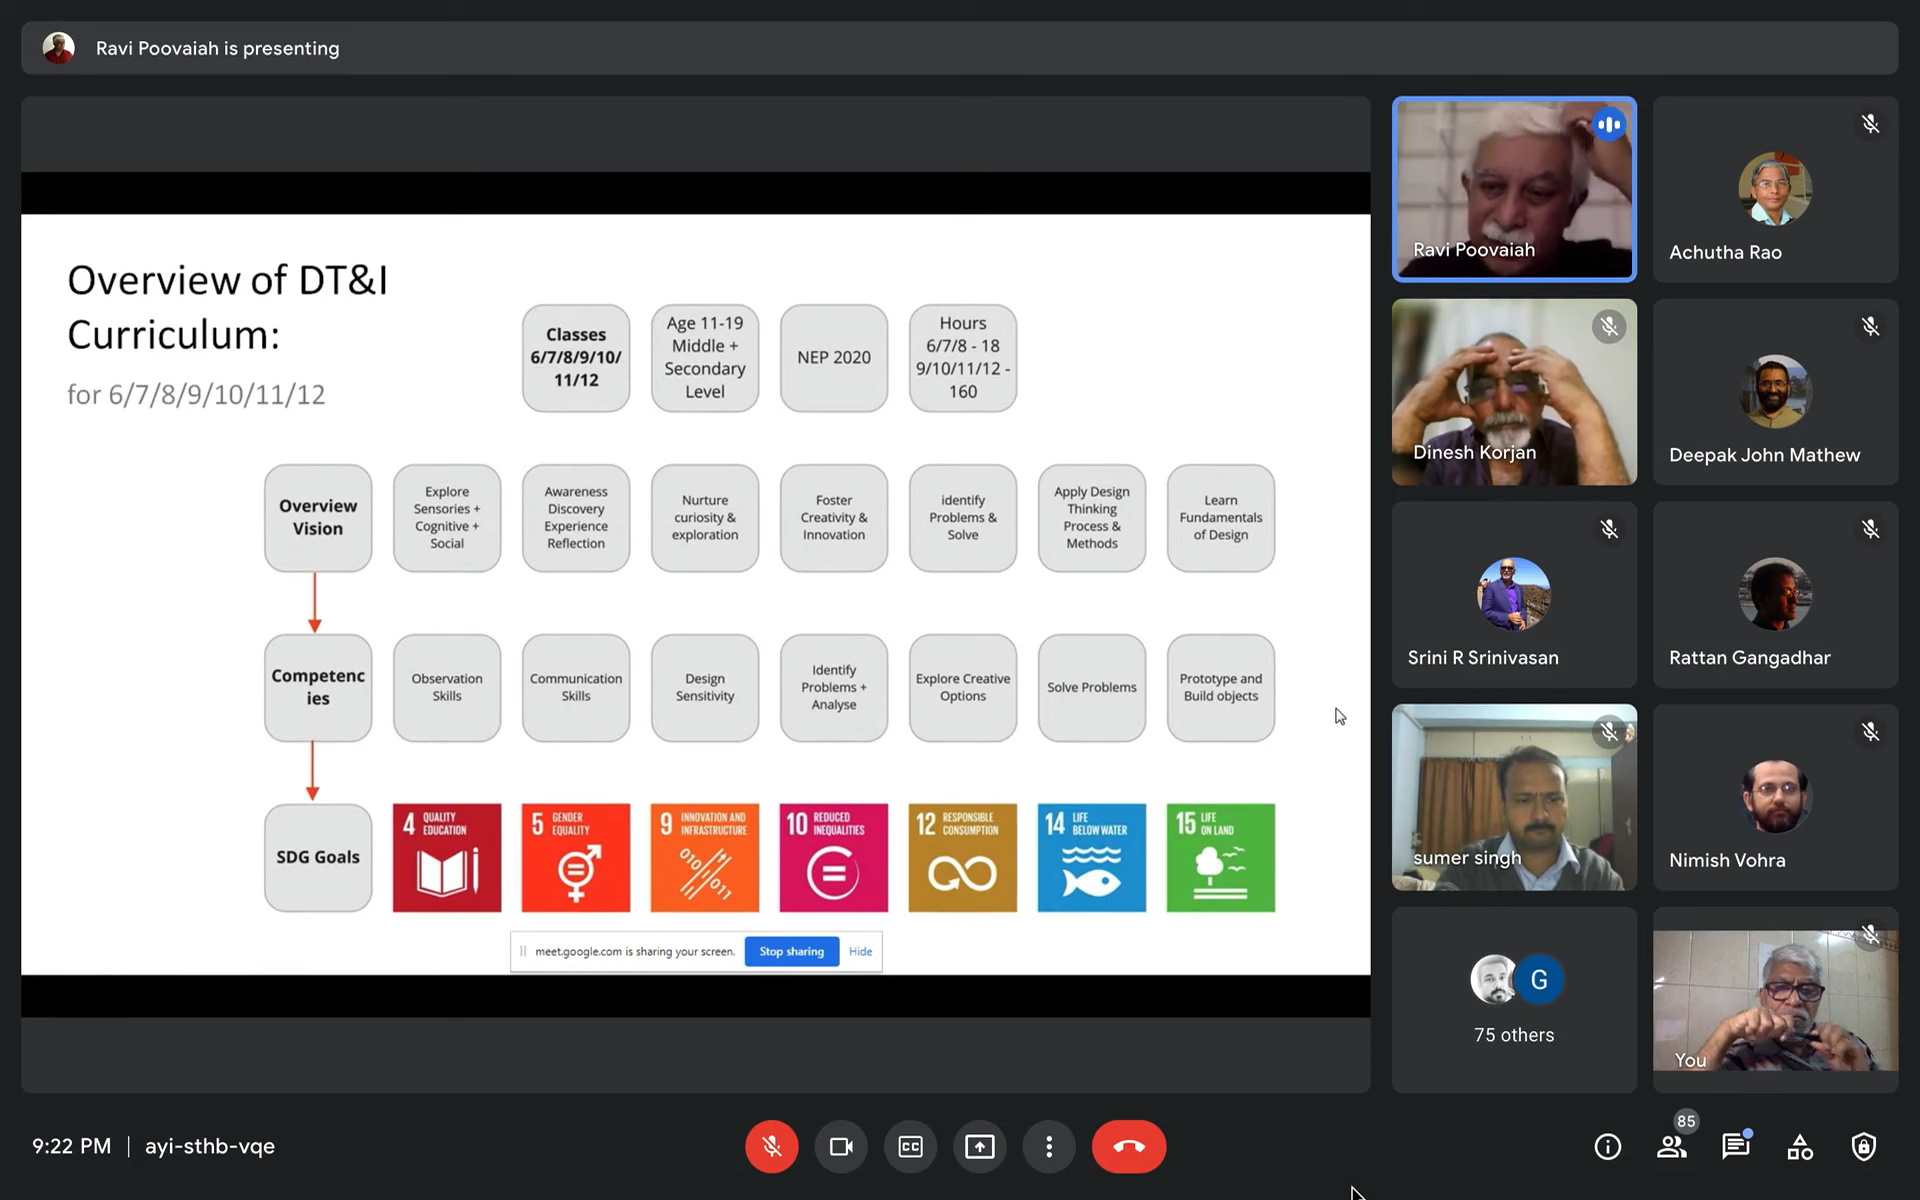 Ravi Poovaiah is presenting
Overview of DT&I
Curriculum:
for 6/7/8/9/10/11/12
Classes
6/7/8/9/10/
11/12
Age 11-19
Middle +
Secondary
Level
NEP 2020
Hours
6/7/8 - 18
9/10/11/12 -
160
Overview
Vision
Explore
Sensories +
Cognitive +
Social
Awareness
Discovery
Experience
Reflection
Nurture
curiosity &
exploration
Foster
Creativity &
Innovation
identify
Problems &
Solve
Apply Design
Thinking
Process &
Methods
Learn
Fundamentals
of Design
Competenc
ies
Observation
Skills
Communication
Skills
Design
Sensitivity
Identify
Problems +
Analyse
Explore Creative
Options
Solve Problems
Prototype and
Build objects
SDG Goals
4 QUALITY
EDUCATION
5 GENDER
EQUALITY
9 INNOVATION AND
INFRASTRUCTURE
010
011
10 REDUCED
INEQUALITIES
12 RESPONSIBLE
CONSUMPTION
14 LIFE
BELOW WATER
15 LIFE
ON LAND
meet.google.com is sharing your screen.
Stop sharing
Hide
Ravi Poovaiah
Achutha Rao
Dinesh Korjan
Deepak John Mathew
Srini R Srinivasan
Rattan Gangadhar
sumer singh
Nimish Vohra
G
75 others
You
9:22 PM | ayi-sthb-vqe
CC
85